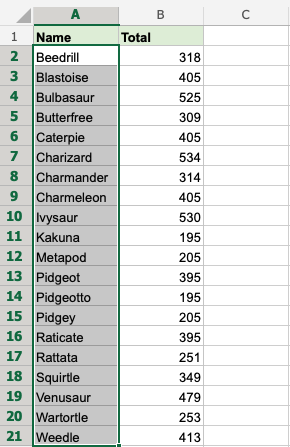 A B C
1 Name Total
2 Beedrill 318
3 Blastoise 405
4 Bulbasaur 525
5 Butterfree 309
6 Caterpie 405
7 Charizard 534
8 Charmander 314
9 Charmeleon 405
10 Ivysaur 530
11 Kakuna 195
12 Metapod 205
13 Pidgeot 395
14 Pidgeotto 195
15 Pidgey 205
16 Raticate 395
17 Rattata 251
18 Squirtle 349
19 Venusaur 479
20 Wartortle 253
21 Weedle 413